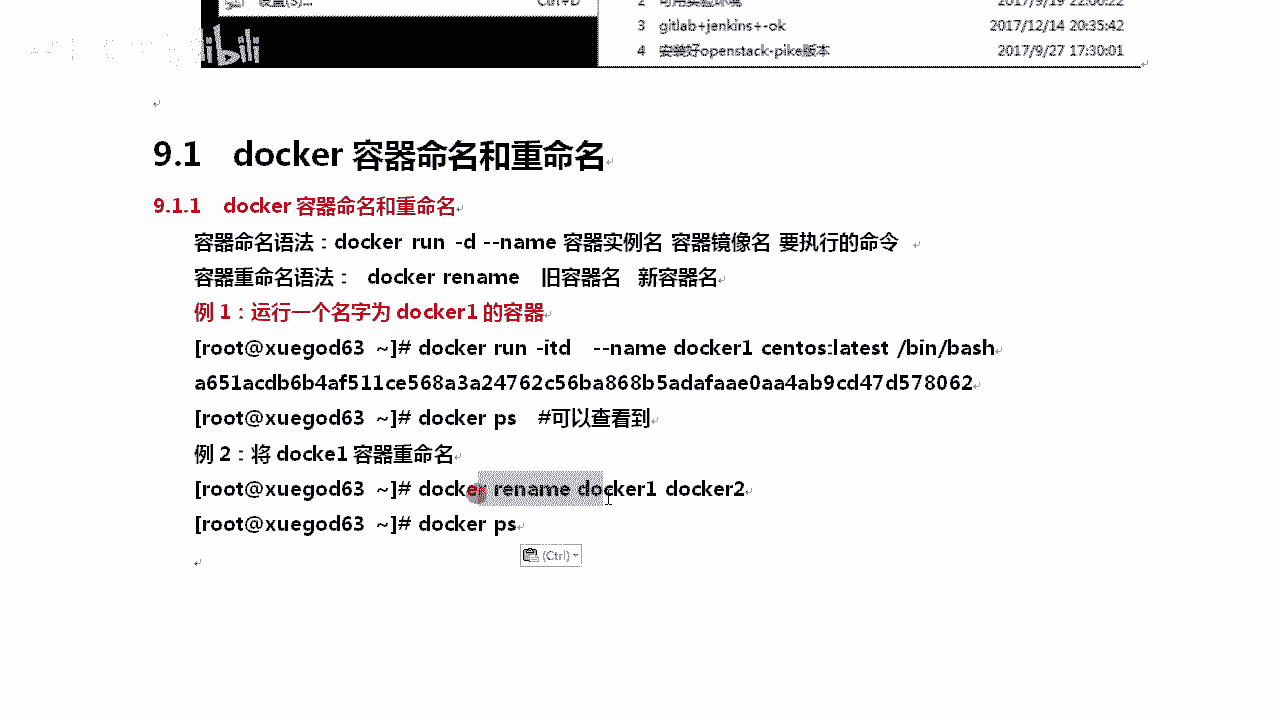 设置(S)... Ctrl+D
2 可用实验环境 2017/9/19 22:06:22
3 gitlab+jenkins+-ok 2017/12/14 20:35:42
4 安装好openstack-pike版本 2017/9/27 17:30:01
bilibili
9.1 docker 容器命名和重命名
9.1.1 docker 容器命名和重命名
容器命名语法：docker run -d --name 容器实例名 容器镜像名 要执行的命令
容器重命名语法： docker rename 旧容器名 新容器名
例 1：运行一个名字为 docker1 的容器
[root@xuegod63 ~]# docker run -itd --name docker1 centos:latest /bin/bash
a651acdb6b4af511ce568a3a24762c56ba868b5adafaae0aa4ab9cd47d578062
[root@xuegod63 ~]# docker ps #可以查看到
例 2：将 docke1 容器重命名
[root@xuegod63 ~]# docker rename docker1 docker2
[root@xuegod63 ~]# docker ps
(Ctrl)